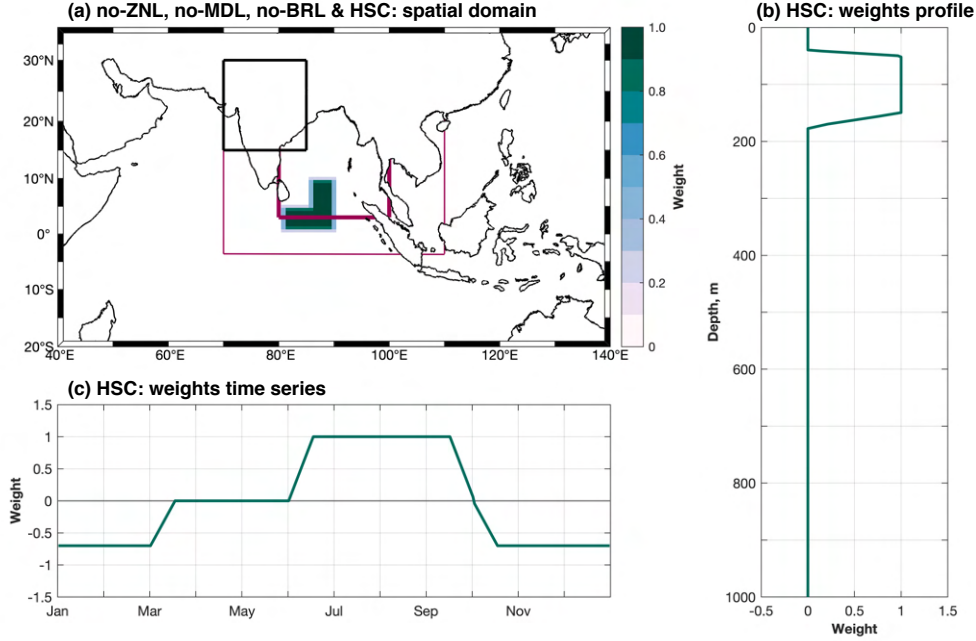 (a) no-ZNL, no-MDL, no-BRL & HSC: spatial domain
30°N
20°N
10°N
0°
10°S
20°S
40°E
60°E
80°E
100°E
120°E
140°E
1.0
0.8
0.6
0.4
0.2
0
Weight
(b) HSC: weights profile
0
200
400
600
800
1000
Depth, m
-0.5
0
0.5
1
1.5
Weight
(c) HSC: weights time series
1.5
1
0.5
0
-0.5
-1
-1.5
Weight
Jan
Mar
May
Jul
Sep
Nov